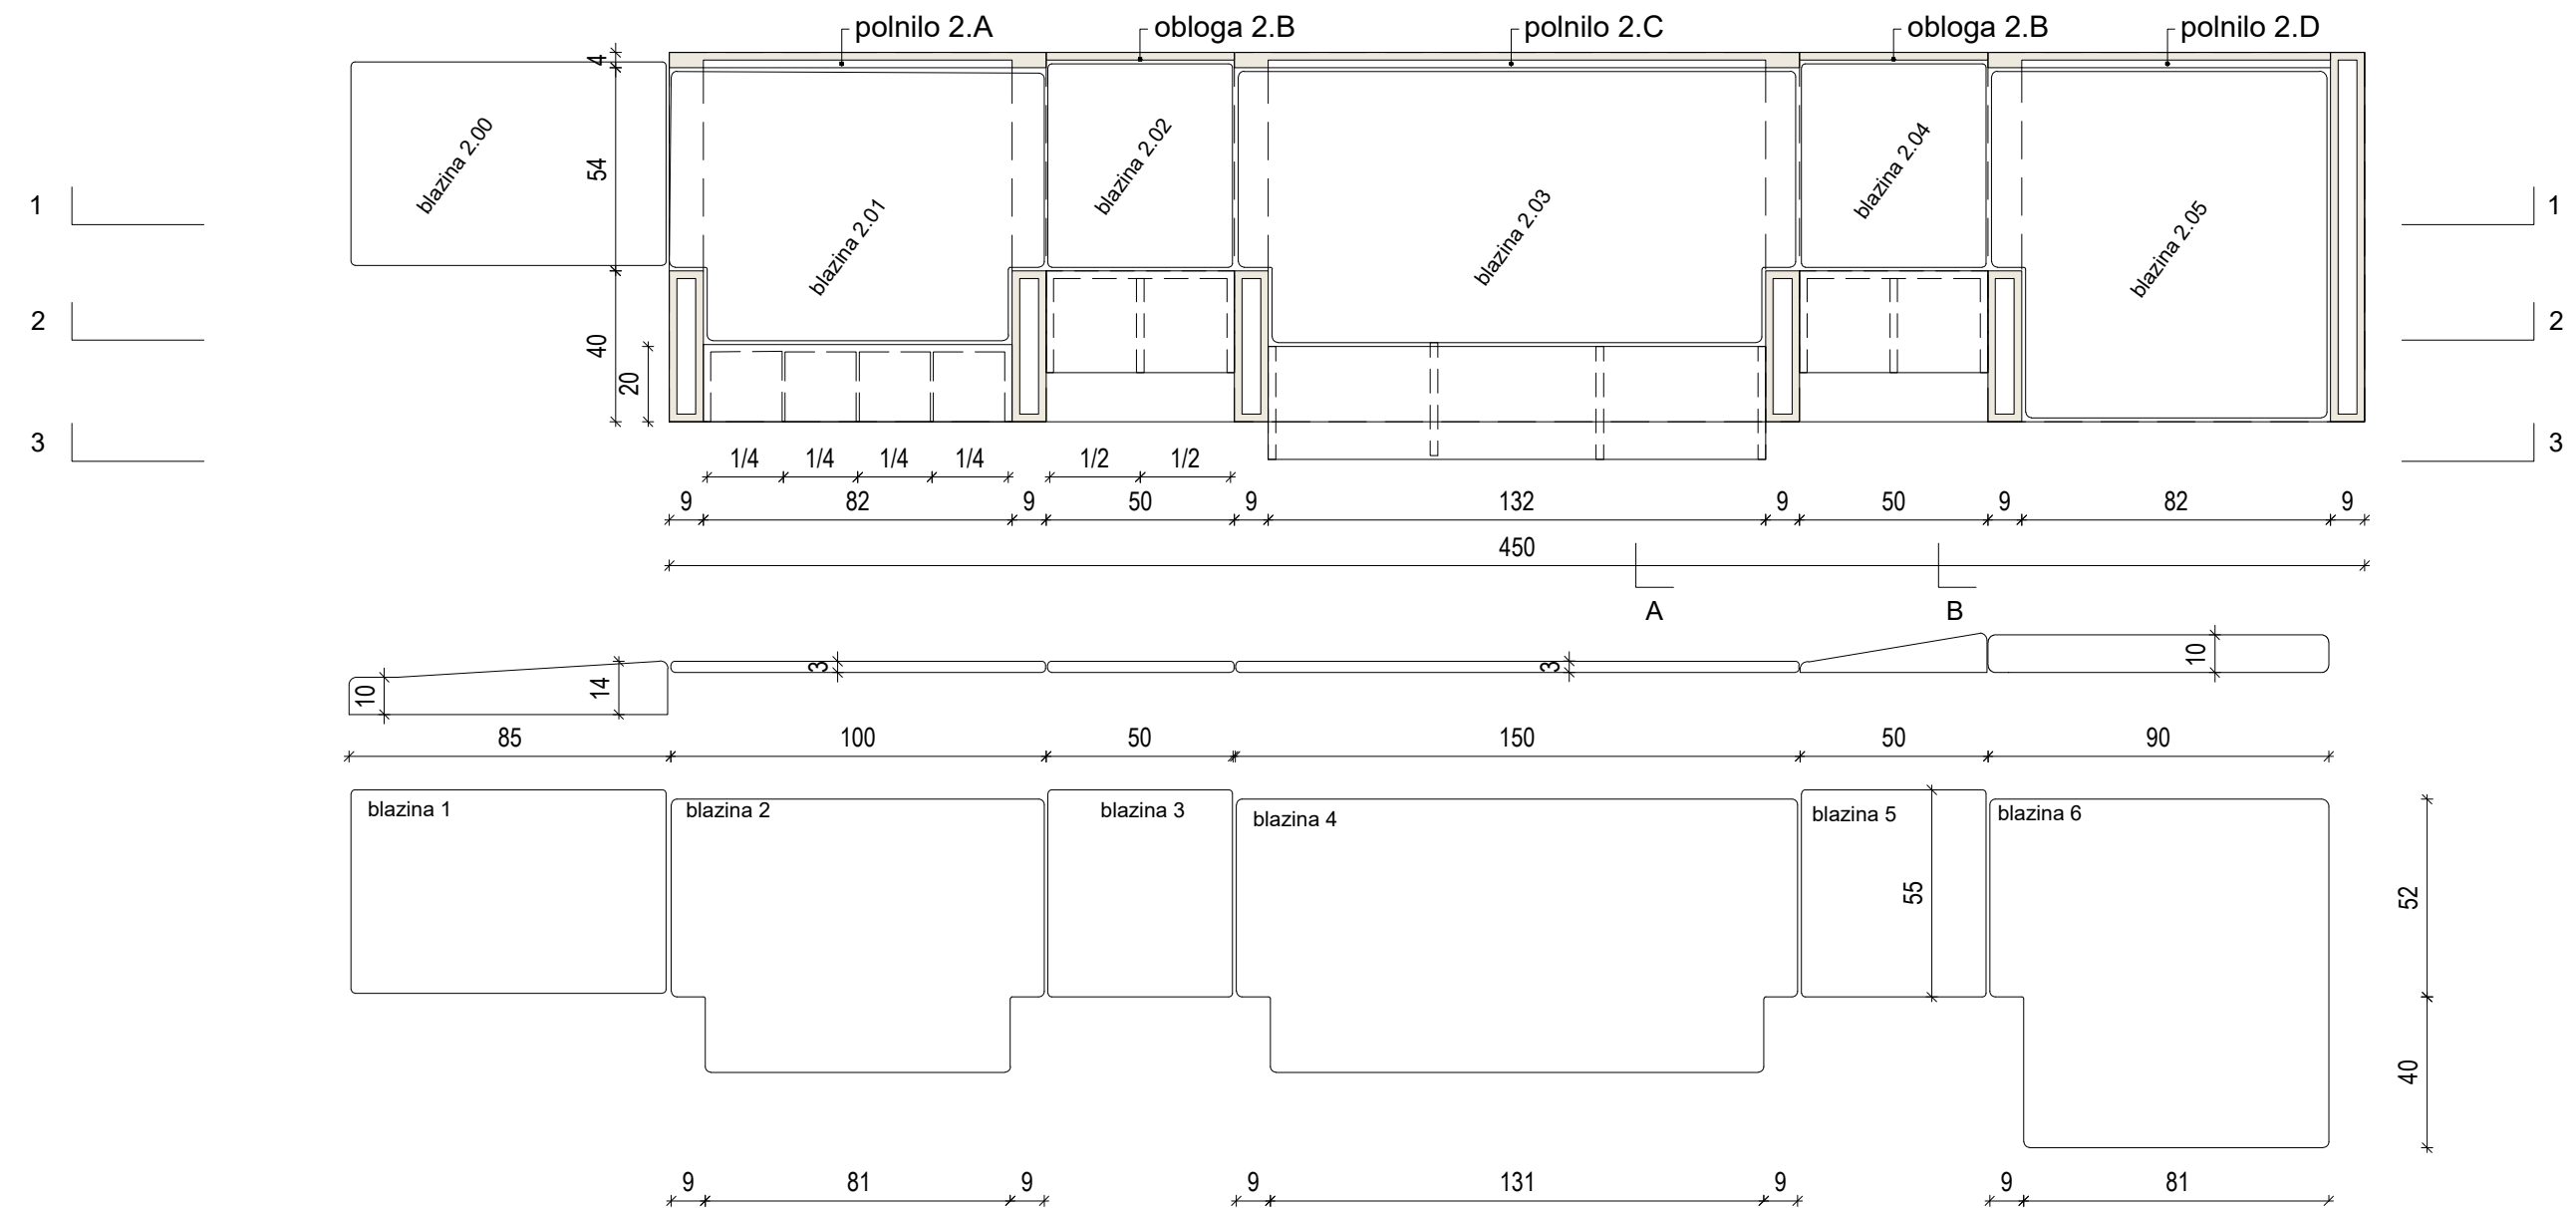 polnilo 2.A obloga 2.B polnilo 2.C obloga 2.B polnilo 2.D
4
54
40
20
blazina 2.00
blazina 2.01
blazina 2.02
blazina 2.03
blazina 2.04
blazina 2.05
1 1
2 2
3 3
1/4 1/4 1/4 1/4 1/2 1/2
9 82 9 50 9 132 9 50 9 82 9
450
A B
10 14 3 3 10
85 100 50 150 50 90
blazina 1
blazina 2
blazina 3
blazina 4
blazina 5
blazina 6
55
52
40
9 81 9 9 131 9 9 81